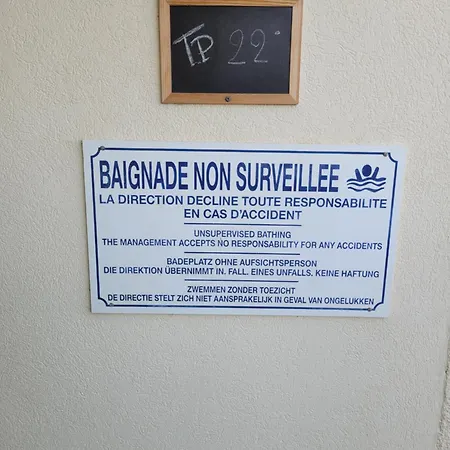 TP 22°
BAIGNADE NON SURVEILLEE
LA DIRECTION DECLINE TOUTE RESPONSABILITE
EN CAS D'ACCIDENT
UNSUPERVISED BATHING
THE MANAGEMENT ACCEPTS NO RESPONSABILITY FOR ANY ACCIDENTS
BADEPLATZ OHNE AUFSICHTSPERSON
DIE DIREKTION ÜBERNIMMT IN. FALL. EINES UNFALLS. KEINE HAFTUNG
ZWEMMEN ZONDER TOEZICHT
DE DIRECTIE STELT ZICH NIET AANSPRAKELIJK IN GEVAL VAN ONGELUKKEN